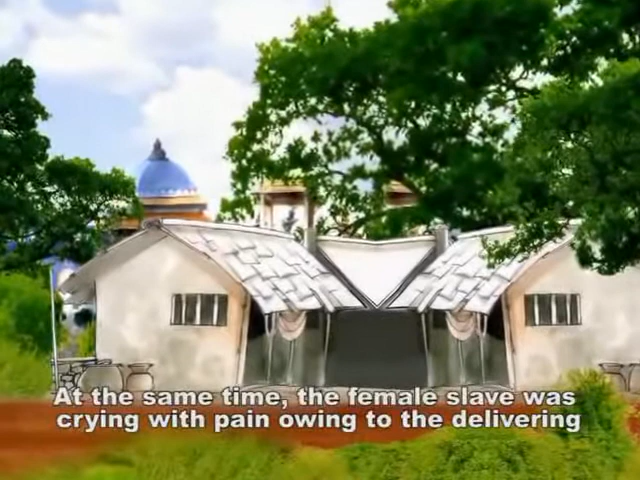 At the same time, the female slave was
crying with pain owing to the delivering